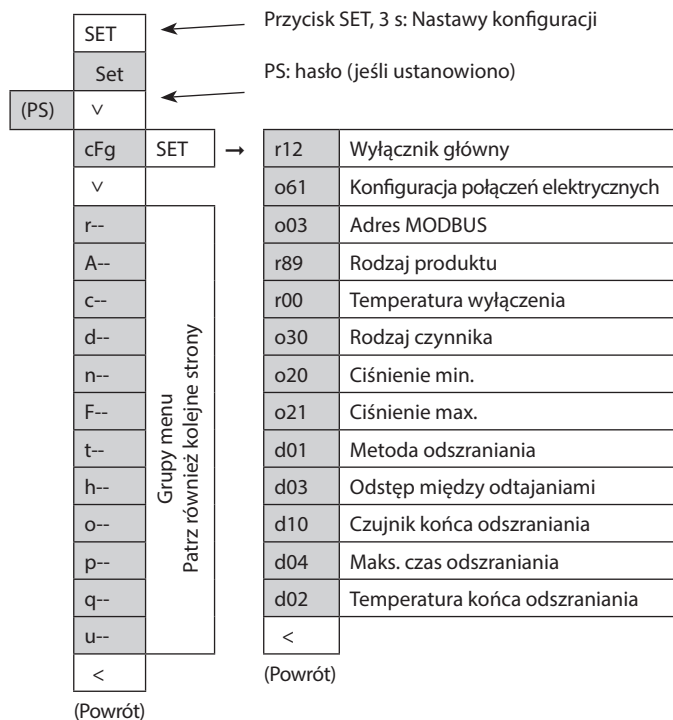 SET Przycisk SET, 3 s: Nastawy konfiguracji
Set PS: hasło (jeśli ustanowiono)
(PS) ˅
cFg SET → r12 Wyłącznik główny
˅ o61 Konfiguracja połączeń elektrycznych
r-- o03 Adres MODBUS
A-- r89 Rodzaj produktu
c-- r00 Temperatura wyłączenia
d-- o30 Rodzaj czynnika
n-- o20 Ciśnienie min.
F-- o21 Ciśnienie max.
t-- d01 Metoda odszraniania
h-- d03 Odstęp między odtajaniami
o-- d10 Czujnik końca odszraniania
p-- d04 Maks. czas odszraniania
q-- d02 Temperatura końca odszraniania
u-- <
< (Powrót)
(Powrót)
Grupy menu
Patrz również kolejne strony